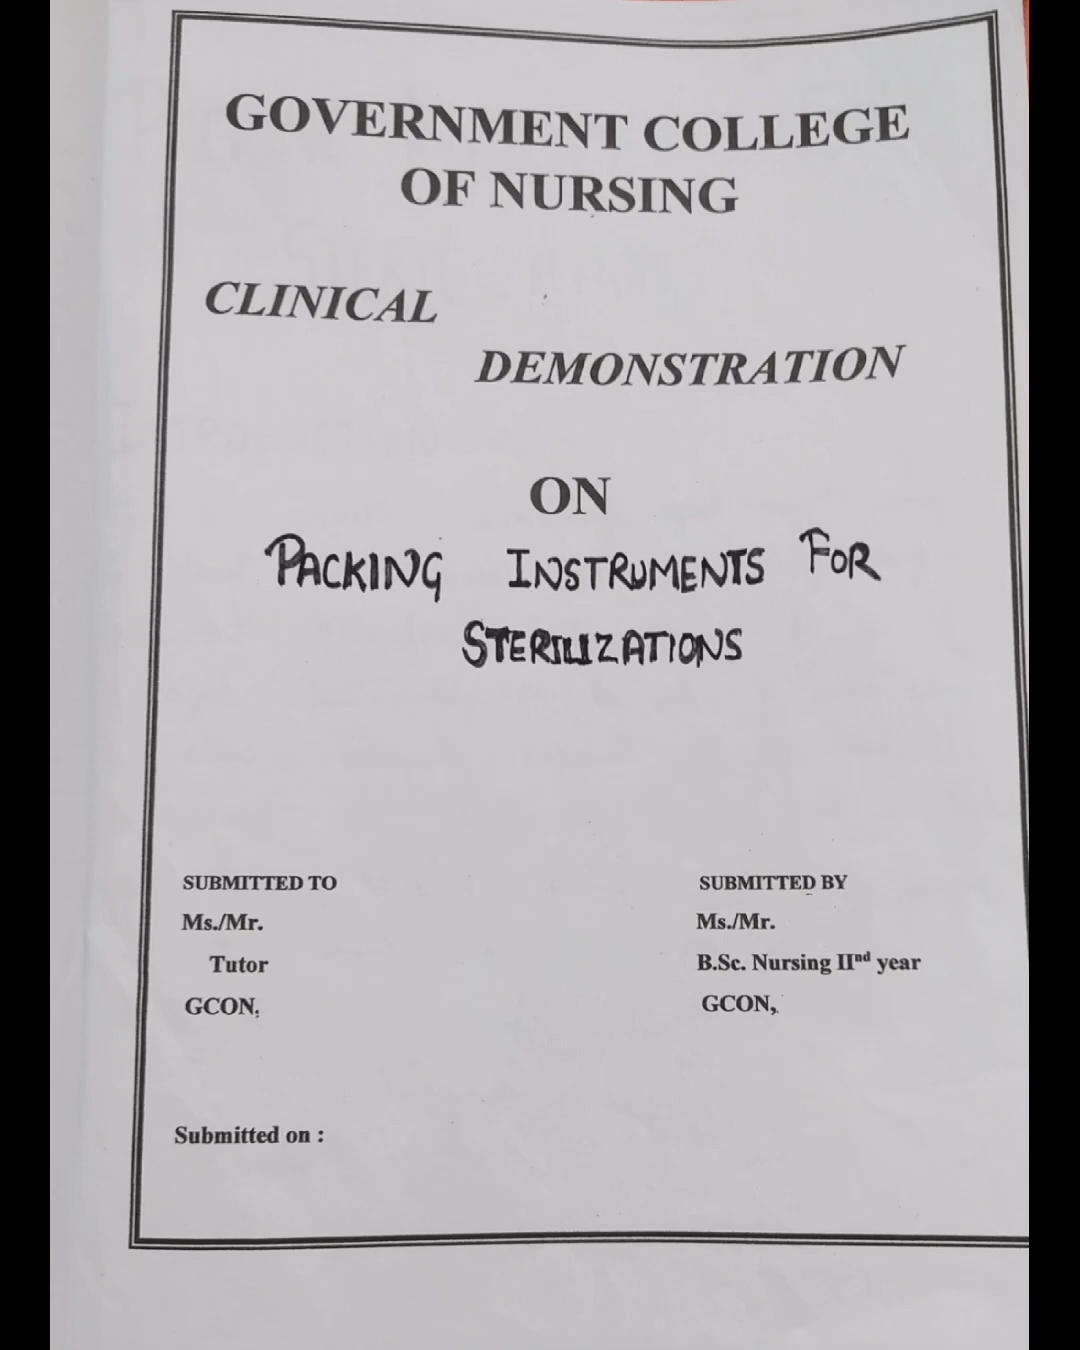 GOVERNMENT COLLEGE
OF NURSING
CLINICAL
DEMONSTRATION
ON
PACKING INSTRUMENTS FOR
STERILIZATIONS
SUBMITTED TO
Ms./Mr.
Tutor
GCON,
SUBMITTED BY
Ms./Mr.
B.Sc. Nursing IInd year
GCON,
Submitted on :